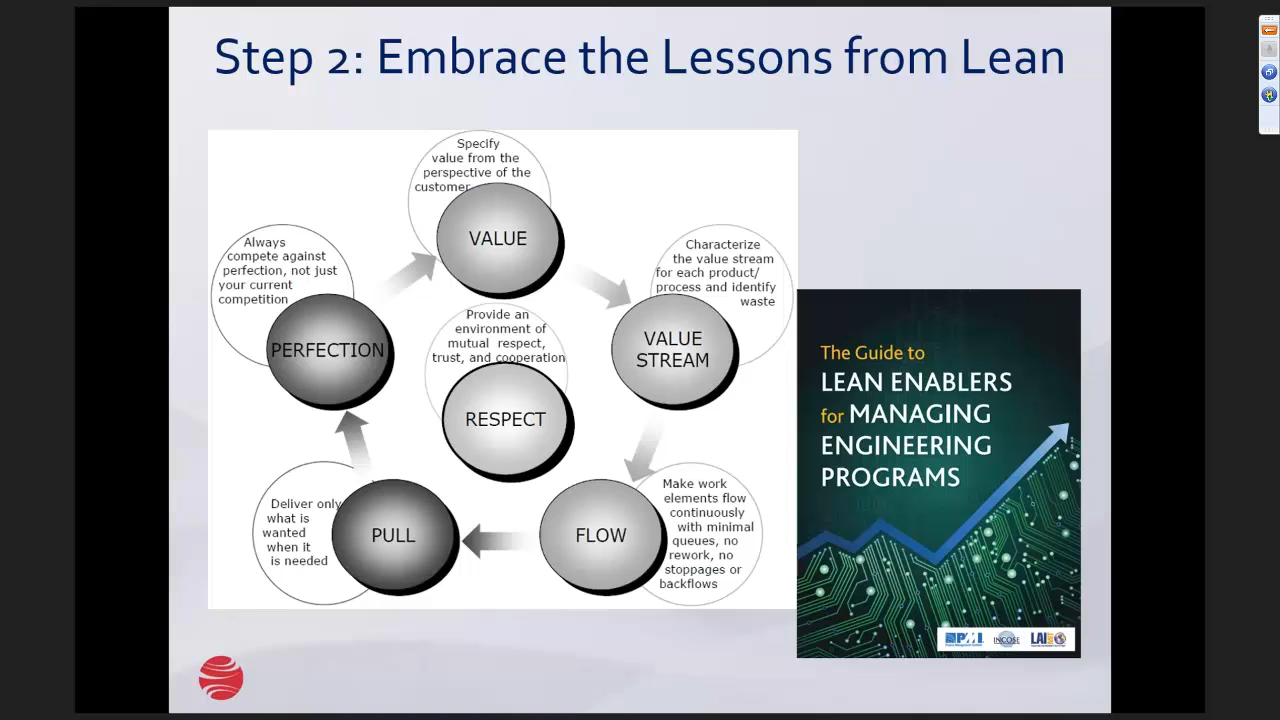 Step 2: Embrace the Lessons from Lean
Specify
value from the
perspective of the
customer
VALUE
Always
compete against
perfection, not just
your current
competition
PERFECTION
Characterize
the value stream
for each product/
process and identify
waste
VALUE
STREAM
Provide an
environment of
mutual respect,
trust, and cooperation
RESPECT
Deliver only
what is
wanted
when it
is needed
PULL
FLOW
Make work
elements flow
continuously
with minimal
queues, no
rework, no
stoppages or
backflows
The Guide to
LEAN ENABLERS
for MANAGING
ENGINEERING
PROGRAMS
PMI
INCOSE
LAI